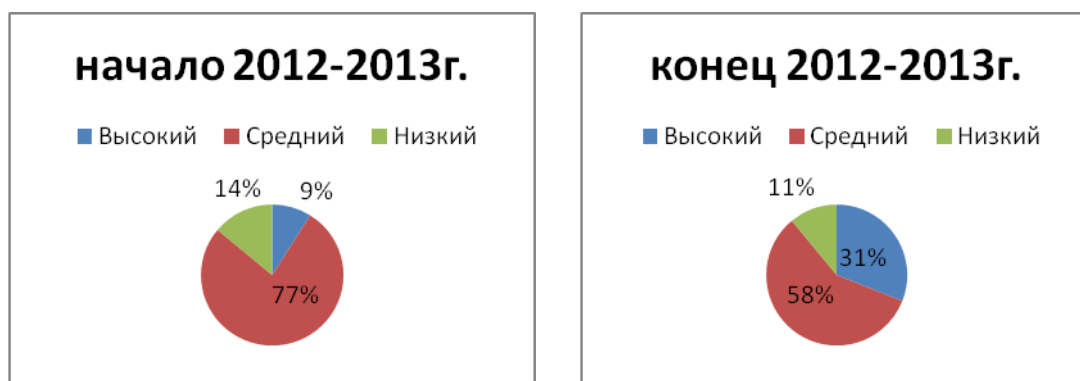 начало 2012-2013г.
Высокий Средний Низкий
14% 9%
77%
конец 2012-2013г.
Высокий Средний Низкий
11%
31%
58%